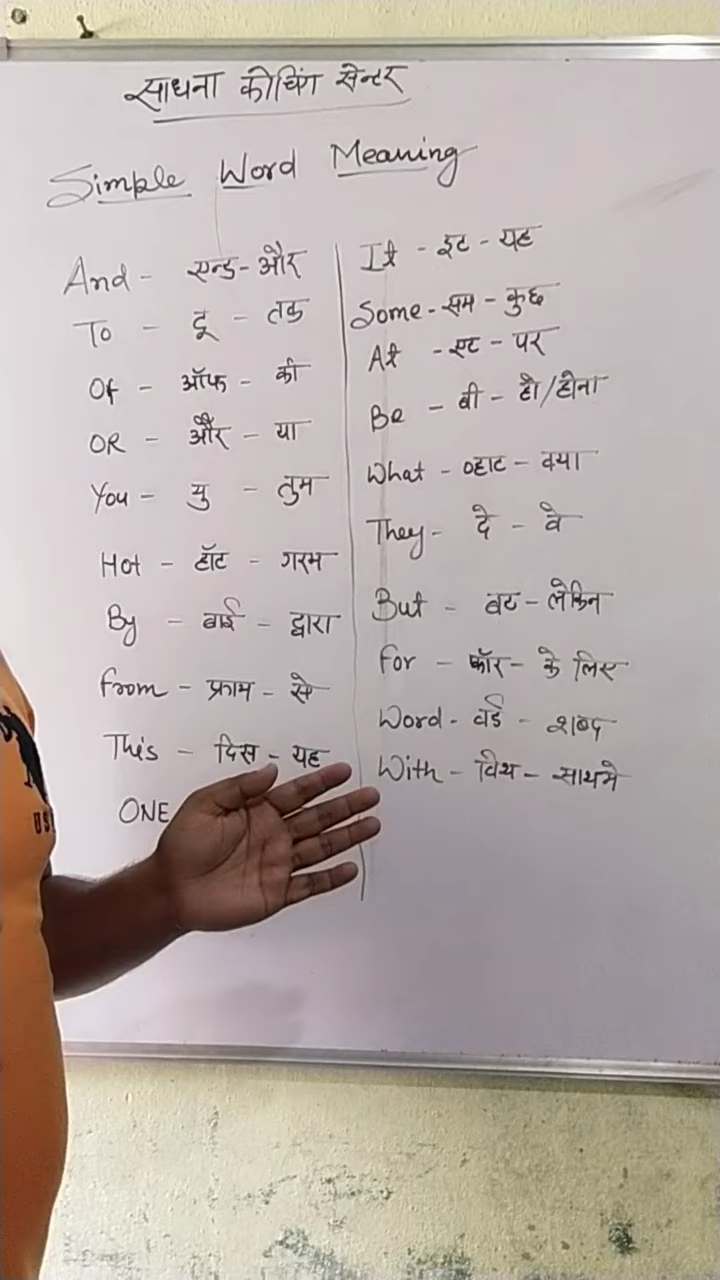 साधना कोचिंग सेन्टर
Simple Word Meaning
And - एन्ड - और
To - टू - तक
Of - ऑफ - की
OR - और - या
You - यु - तुम
Hot - हॉट - गरम
By - बाई - द्वारा
from - फ्राम - से
This - दिस - यह
ONE
It - इट - यह
Some - सम - कुछ
At - एट - पर
Be - बी - हो/होना
What - व्हाट - क्या
They - दे - वे
But - बट - लेकिन
for - फॉर - के लिए
Word - वर्ड - शब्द
With - विथ - साथमे
US